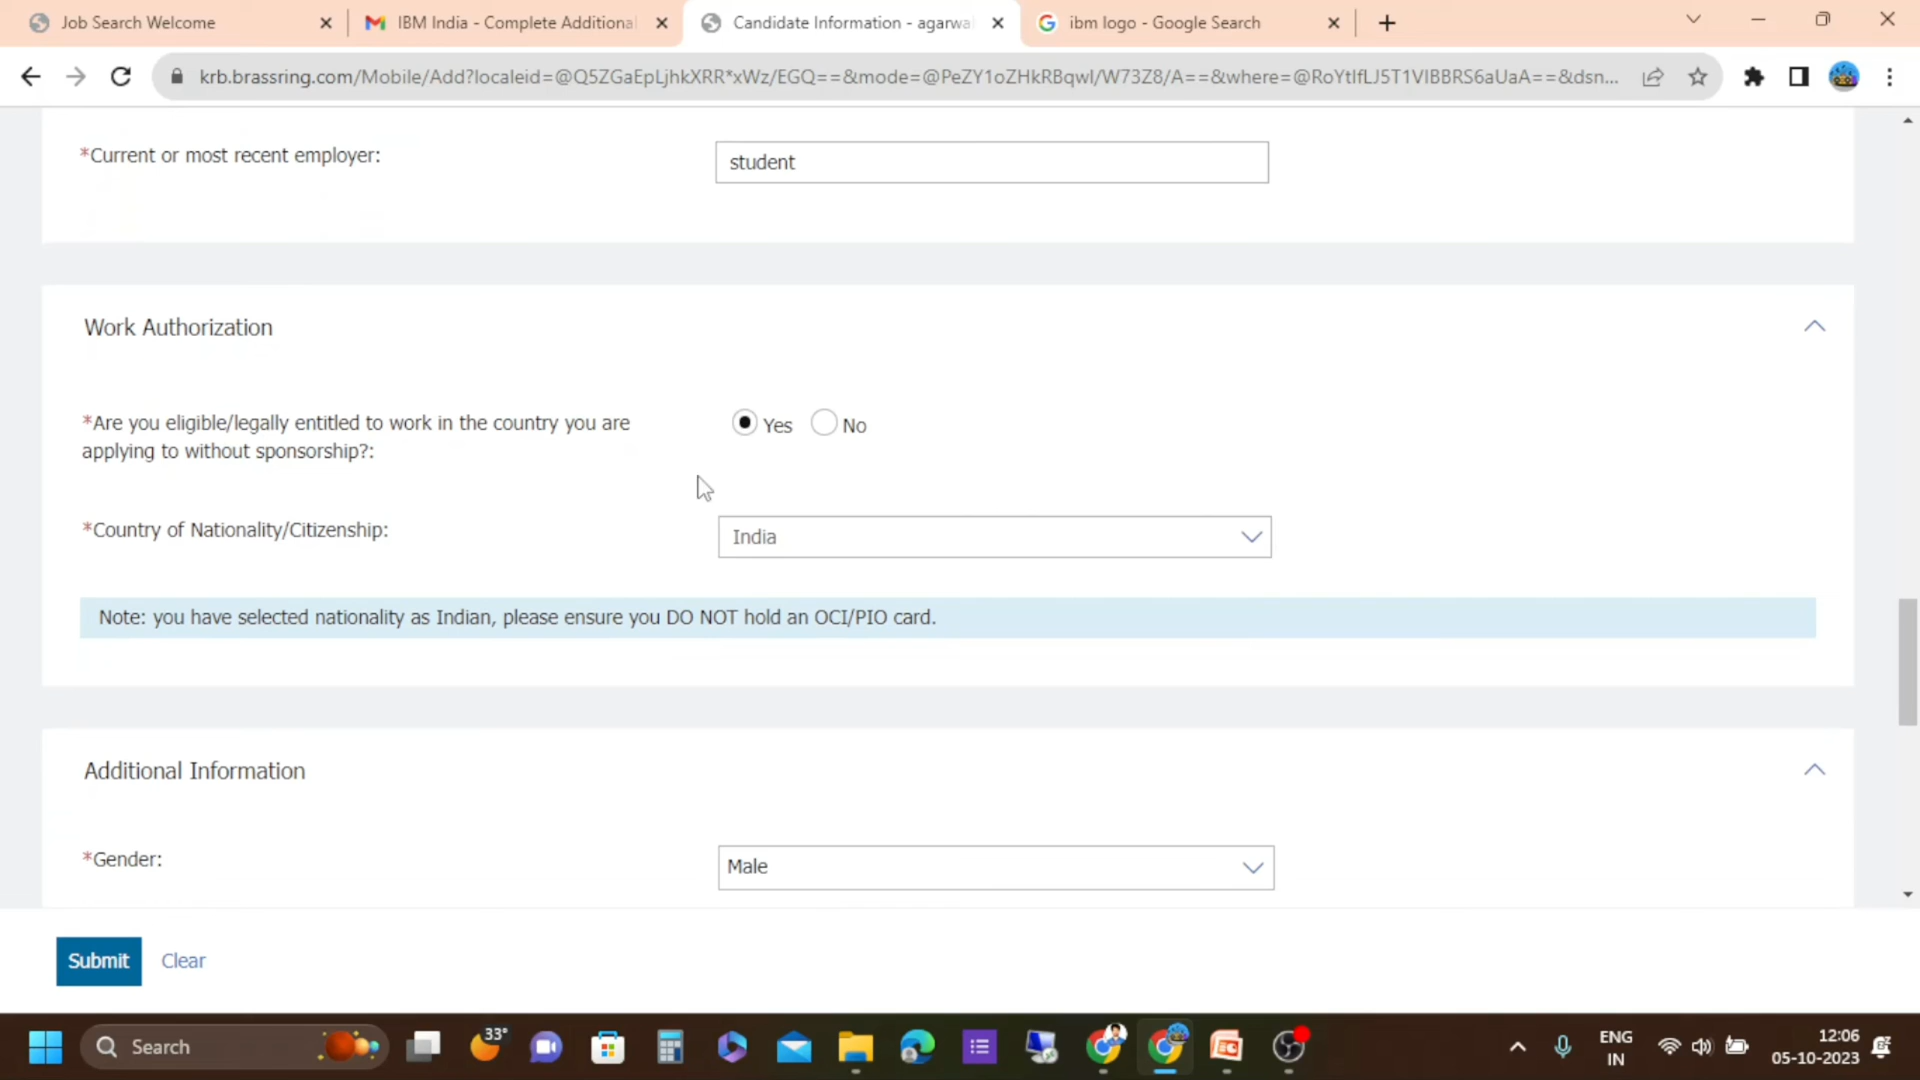 Job Search Welcome
IBM India - Complete Additional
Candidate Information - agarwa
ibm logo - Google Search
krb.brassring.com/Mobile/Add?localeid=@Q5ZGaEpLjhkXRR*xWz/EGQ==&mode=@PeZY1oZHkRBqwI/W73Z8/A==&where=@RoYtIfLJ5T1VIBBRS6aUaA==&dsn...
*Current or most recent employer:
student
Work Authorization
*Are you eligible/legally entitled to work in the country you are
applying to without sponsorship?:
Yes
No
*Country of Nationality/Citizenship:
India
Note: you have selected nationality as Indian, please ensure you DO NOT hold an OCI/PIO card.
Additional Information
*Gender:
Male
Submit
Clear
Search
33°
ENG
IN
12:06
05-10-2023